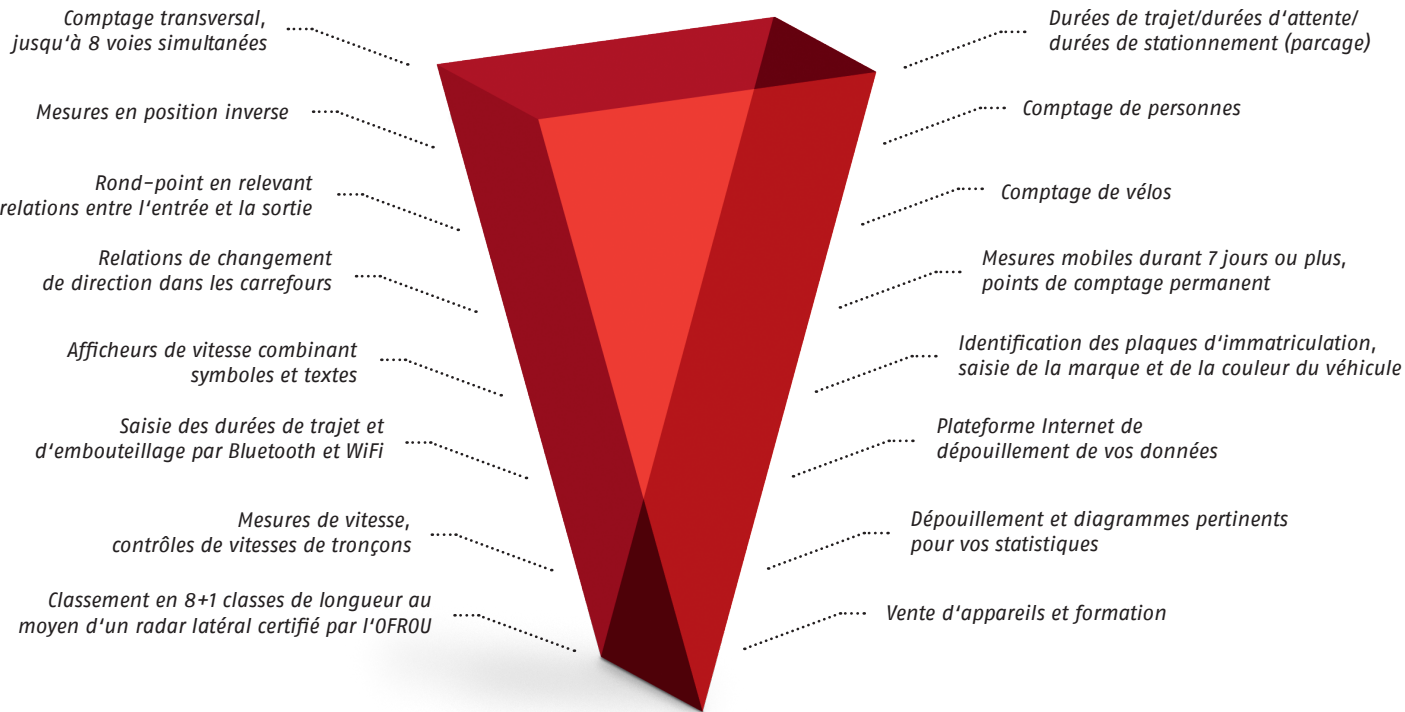 Comptage transversal,
jusqu‘à 8 voies simultanées
Mesures en position inverse
Rond-point en relevant
relations entre l‘entrée et la sortie
Relations de changement
de direction dans les carrefours
Afficheurs de vitesse combinant
symboles et textes
Saisie des durées de trajet et
d‘embouteillage par Bluetooth et WiFi
Mesures de vitesse,
contrôles de vitesses de tronçons
Classement en 8+1 classes de longueur au
moyen d‘un radar latéral certifié par l‘OFROU
Durées de trajet/durées d‘attente/
durées de stationnement (parcage)
Comptage de personnes
Comptage de vélos
Mesures mobiles durant 7 jours ou plus,
points de comptage permanent
Identification des plaques d‘immatriculation,
saisie de la marque et de la couleur du véhicule
Plateforme Internet de
dépouillement de vos données
Dépouillement et diagrammes pertinents
pour vos statistiques
Vente d‘appareils et formation